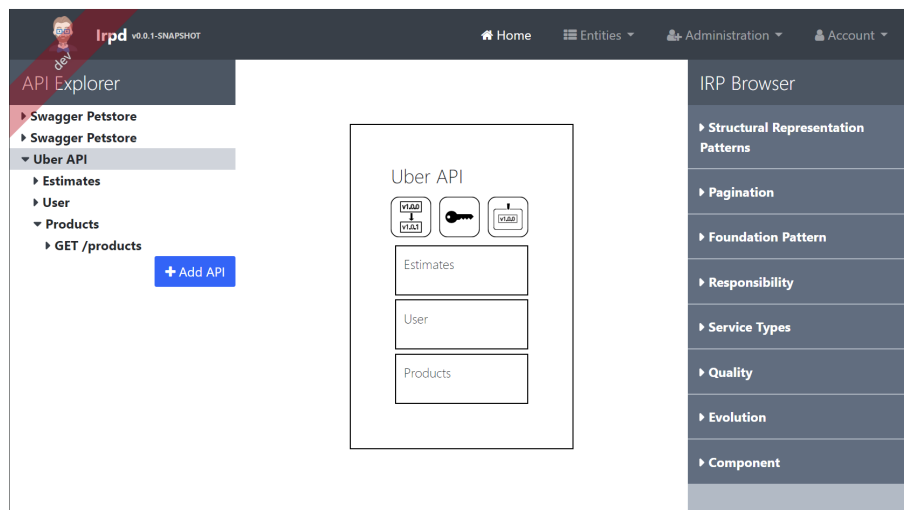 Irpd v0.0.1-SNAPSHOT
Home
Entities
Administration
Account
dev
API Explorer
Swagger Petstore
Swagger Petstore
Uber API
Estimates
User
Products
GET /products
+ Add API
Uber API
v1.0.0
v1.0.1
v1.0.0
Estimates
User
Products
IRP Browser
Structural Representation
Patterns
Pagination
Foundation Pattern
Responsibility
Service Types
Quality
Evolution
Component